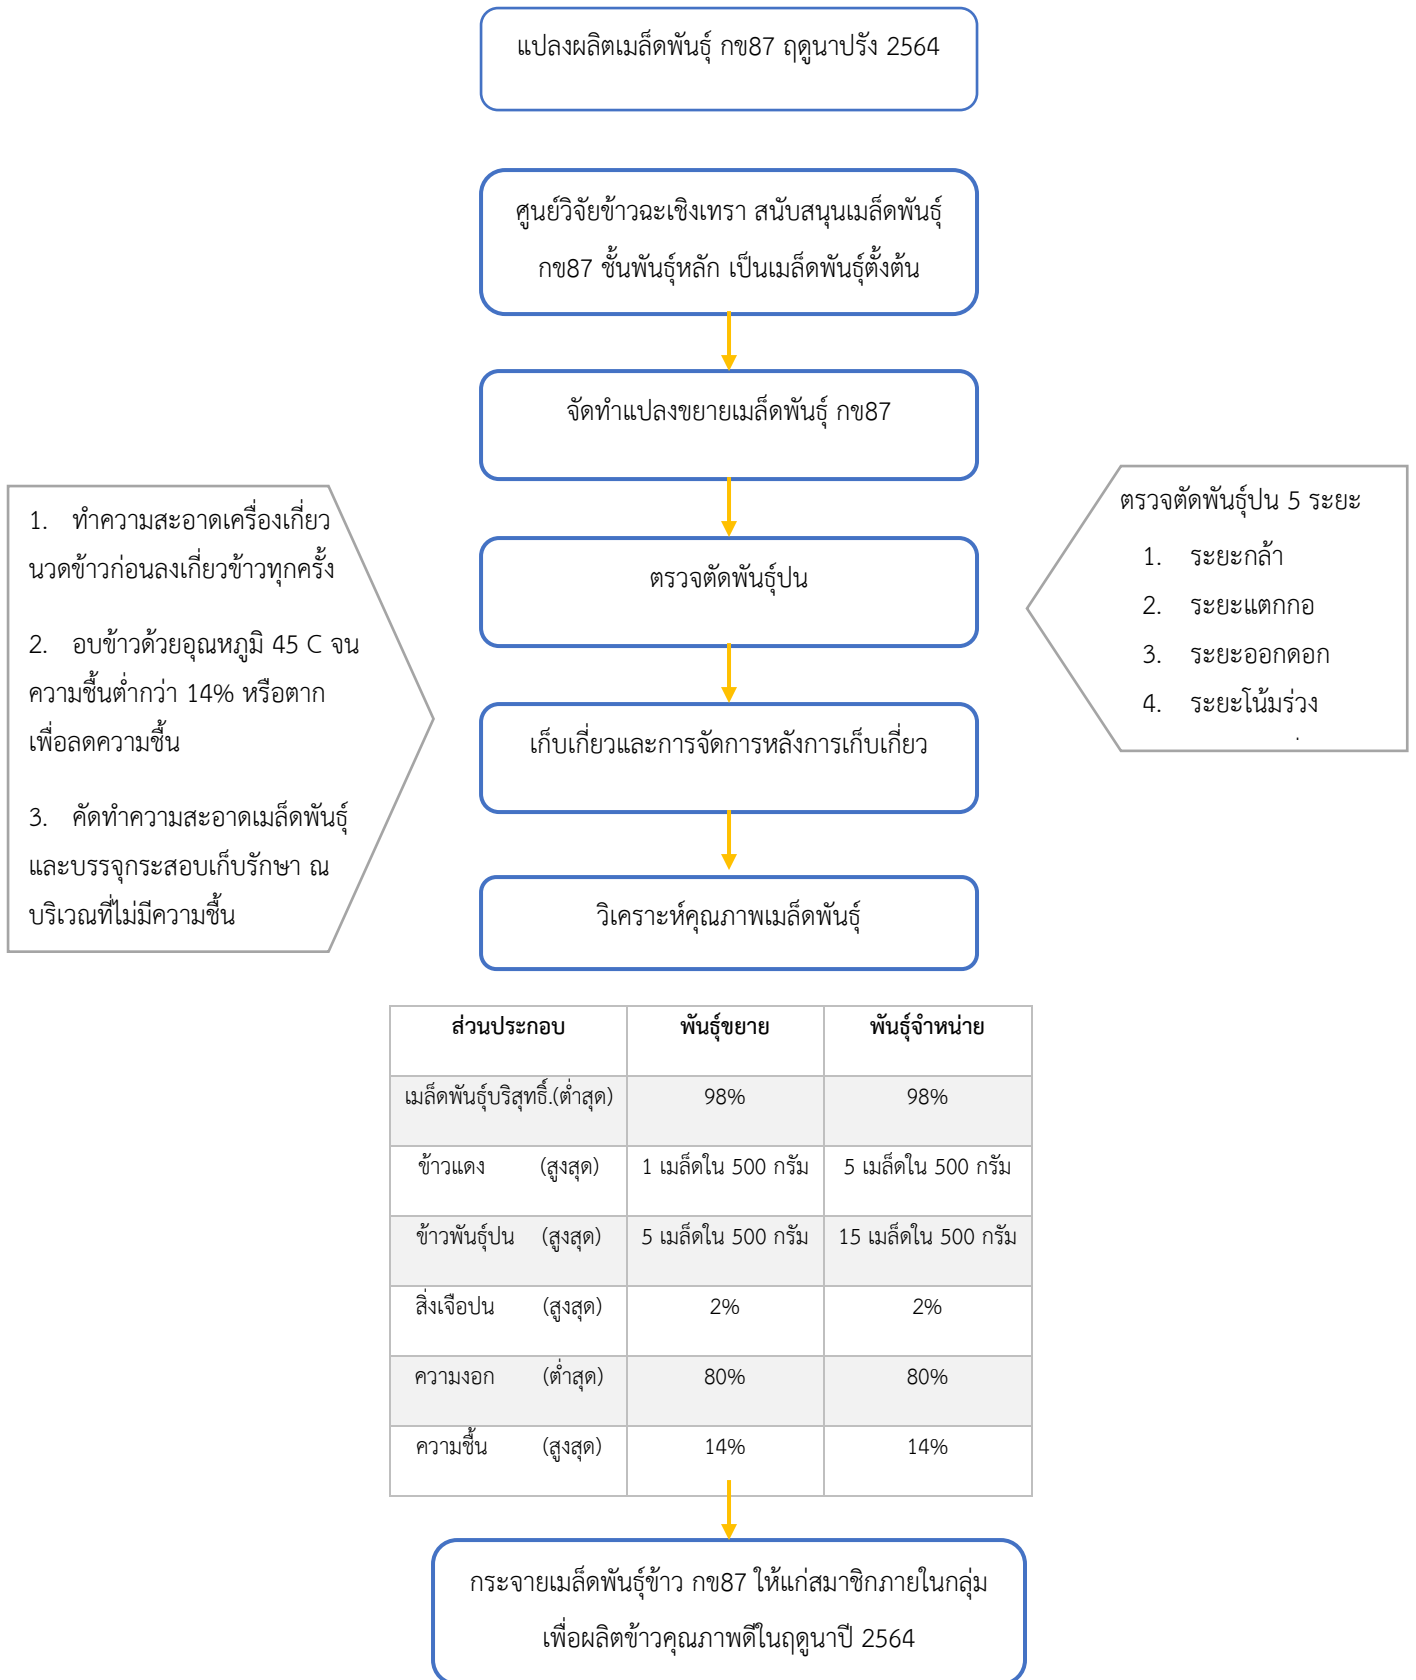 แปลงผลิตเมล็ดพันธุ์ กข87 ฤดูนาปรัง 2564
ศูนย์วิจัยข้าวฉะเชิงเทรา สนับสนุนเมล็ดพันธุ์
กข87 ชั้นพันธุ์หลัก เป็นเมล็ดพันธุ์ตั้งต้น
จัดทำแปลงขยายเมล็ดพันธุ์ กข87
ตรวจตัดพันธุ์ปน
เก็บเกี่ยวและการจัดการหลังการเก็บเกี่ยว
วิเคราะห์คุณภาพเมล็ดพันธุ์
1. ทำความสะอาดเครื่องเกี่ยว
นวดข้าวก่อนลงเกี่ยวข้าวทุกครั้ง
2. อบข้าวด้วยอุณหภูมิ 45 C จน
ความชื้นต่ำกว่า 14% หรือตาก
เพื่อลดความชื้น
3. คัดทำความสะอาดเมล็ดพันธุ์
และบรรจุกระสอบเก็บรักษา ณ
บริเวณที่ไม่มีความชื้น
ตรวจตัดพันธุ์ปน 5 ระยะ
1. ระยะกล้า
2. ระยะแตกกอ
3. ระยะออกดอก
4. ระยะโน้มร่วง
ส่วนประกอบ พันธุ์ขยาย พันธุ์จำหน่าย
เมล็ดพันธุ์บริสุทธิ์.(ต่ำสุด) 98% 98%
ข้าวแดง (สูงสุด) 1 เมล็ดใน 500 กรัม 5 เมล็ดใน 500 กรัม
ข้าวพันธุ์ปน (สูงสุด) 5 เมล็ดใน 500 กรัม 15 เมล็ดใน 500 กรัม
สิ่งเจือปน (สูงสุด) 2% 2%
ความงอก (ต่ำสุด) 80% 80%
ความชื้น (สูงสุด) 14% 14%
กระจายเมล็ดพันธุ์ข้าว กข87 ให้แก่สมาชิกภายในกลุ่ม
เพื่อผลิตข้าวคุณภาพดีในฤดูนาปี 2564